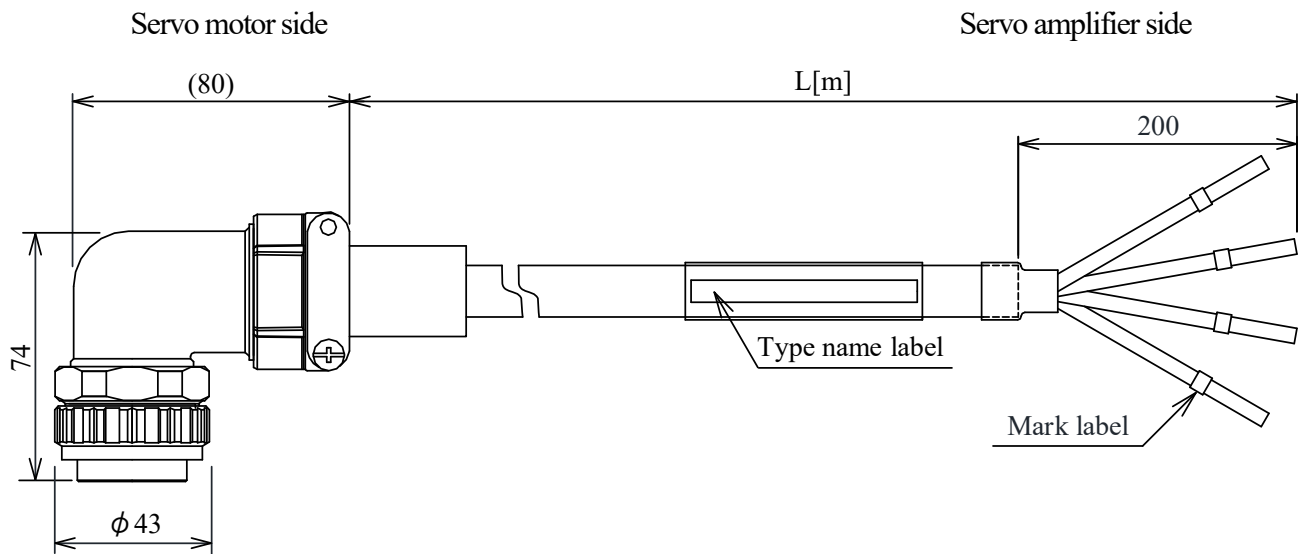 Servo motor side
Servo amplifier side
(80)
L[m]
200
74
Type name label
Mark label
ϕ43